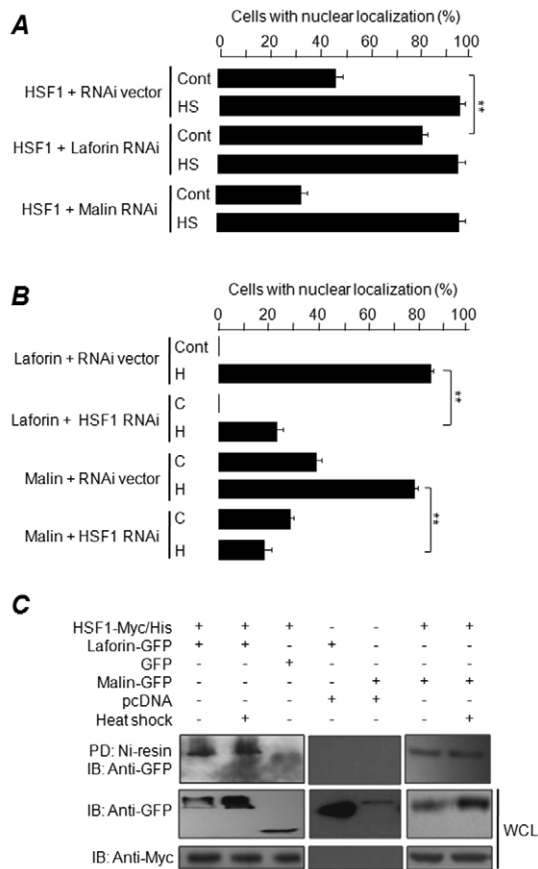 A
Cells with nuclear localization (%)
0 20 40 60 80 100
HSF1 + RNAi vector
Cont
HS
HSF1 + Laforin RNAi
Cont
HS
HSF1 + Malin RNAi
Cont
HS
**
B
Cells with nuclear localization (%)
0 20 40 60 80 100
Laforin + RNAi vector
Cont
H
Laforin + HSF1 RNAi
C
H
Malin + RNAi vector
C
H
Malin + HSF1 RNAi
C
H
**
**
C
HSF1-Myc/His + + + - - + +
Laforin-GFP + + - + - - -
GFP - - + - - - -
Malin-GFP - - - - + + +
pcDNA - - - + + - -
Heat shock - + - - - - +
PD: Ni-resin
IB: Anti-GFP
IB: Anti-GFP
IB: Anti-Myc
WCL